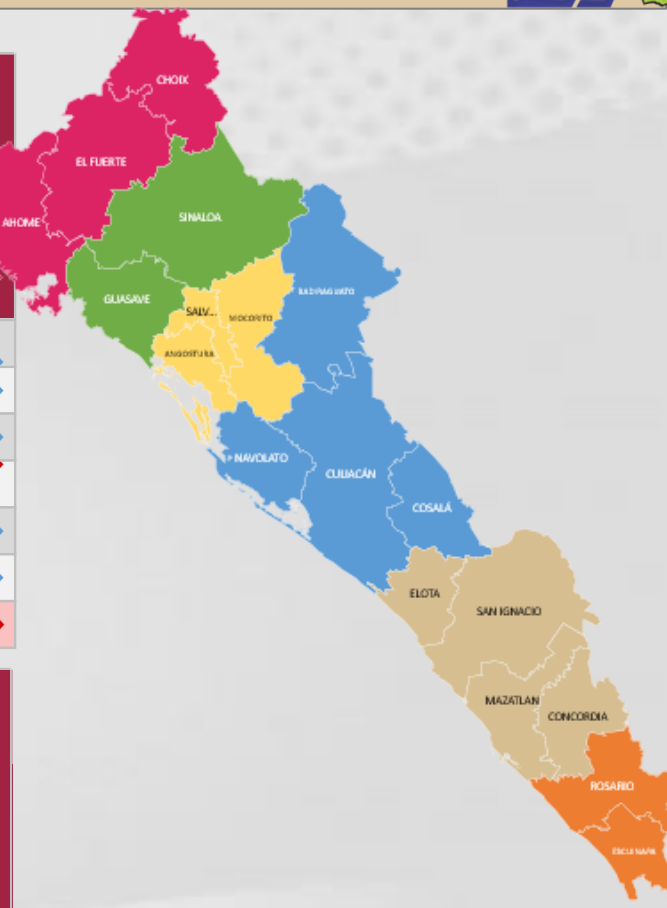 CHOIX
EL FUERTE
AHOME
SINALOA
GUASAVE
BADIRAGUATO
SALV...
MOCORITO
ANGOSTURA
NAVOLATO
CULIACÁN
COSALÁ
ELOTA
SAN IGNACIO
MAZATLAN
CONCORDIA
ROSARIO
ESCUINAPA